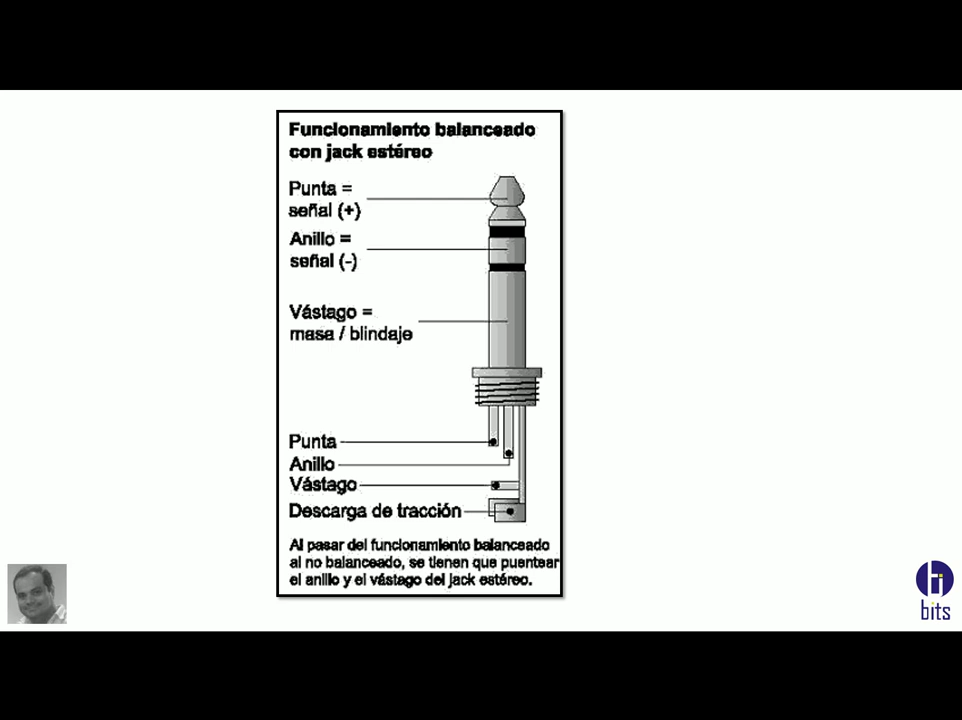 Funcionamiento balanceado
con jack estéreo
Punta =
señal (+)
Anillo =
señal (-)
Vástago =
masa / blindaje
Punta
Anillo
Vástago
Descarga de tracción
Al pasar del funcionamiento balanceado
al no balanceado, se tienen que puentear
el anillo y el vástago del jack estéreo.
bits